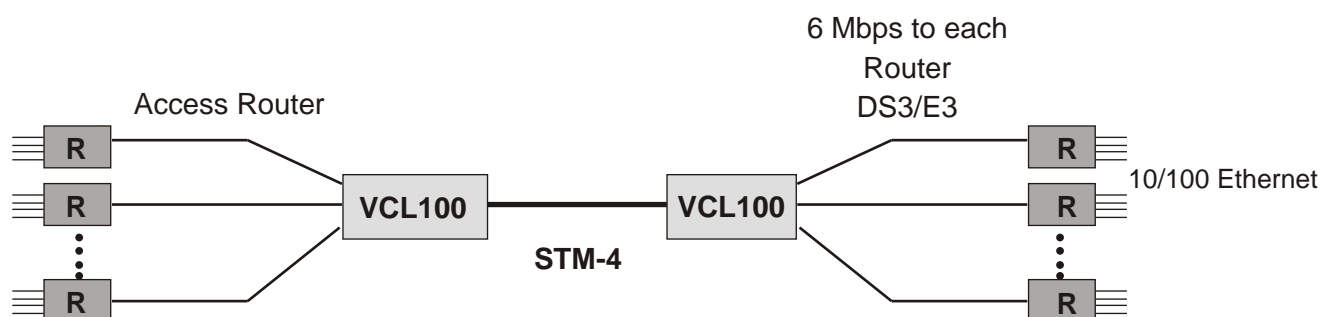 6 Mbps to each
Router
DS3/E3
Access Router
R
R
10/100 Ethernet
R
R
VCL100
VCL100
STM-4
R
R